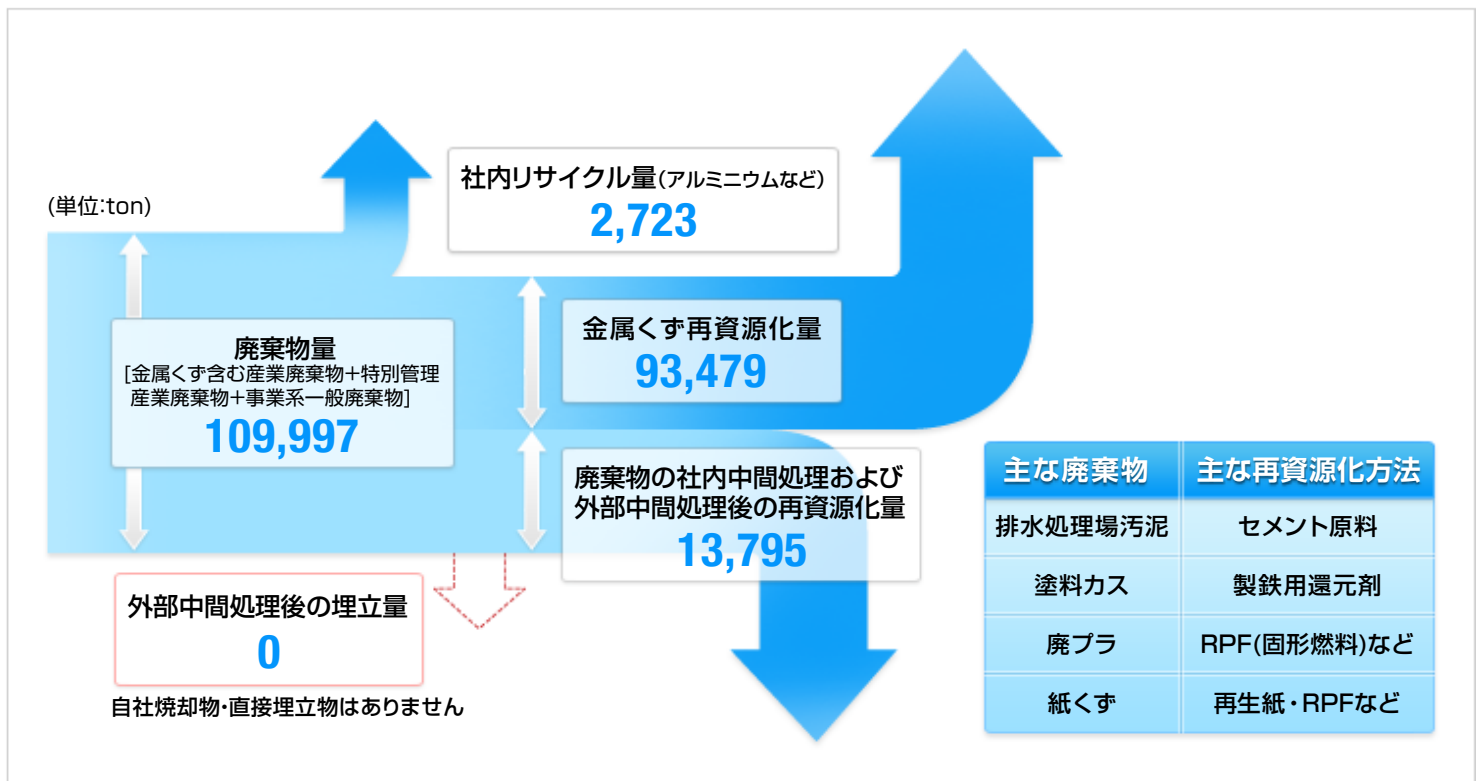 (単位:ton)
社内リサイクル量(アルミニウムなど)
2,723
廃棄物量
[金属くず含む産業廃棄物+特別管理
産業廃棄物+事業系一般廃棄物]
109,997
金属くず再資源化量
93,479
廃棄物の社内中間処理および
外部中間処理後の再資源化量
13,795
外部中間処理後の埋立量
0
自社焼却物・直接埋立物はありません
主な廃棄物 主な再資源化方法
排水処理場汚泥 セメント原料
塗料カス 製鉄用還元剤
廃プラ RPF(固形燃料)など
紙くず 再生紙・RPFなど